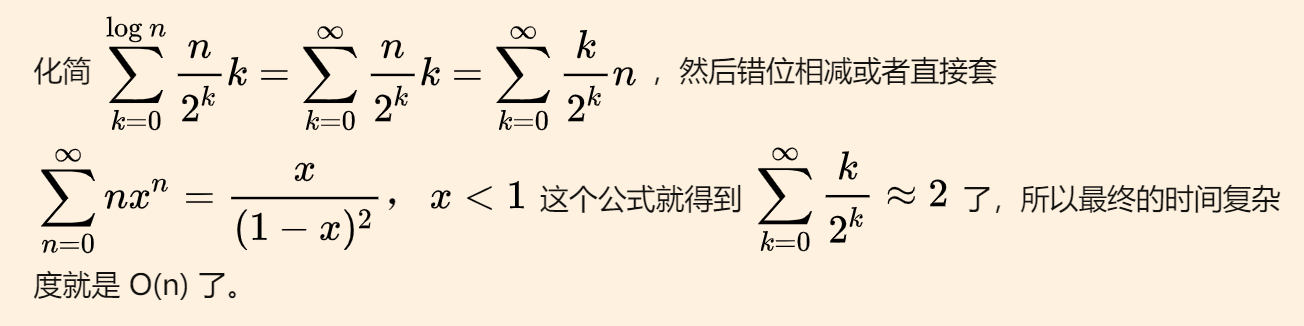 化简 $\sum_{k=0}^{\log n} \frac{n}{2^k} k = \sum_{k=0}^{\infty} \frac{n}{2^k} k = \sum_{k=0}^{\infty} \frac{k}{2^k} n$ ，然后错位相减或者直接套
$\sum_{n=0}^{\infty} n x^n = \frac{x}{(1-x)^2}， x < 1$ 这个公式就得到 $\sum_{k=0}^{\infty} \frac{k}{2^k} \approx 2$ 了，所以最终的时间复杂
度就是 O(n) 了。